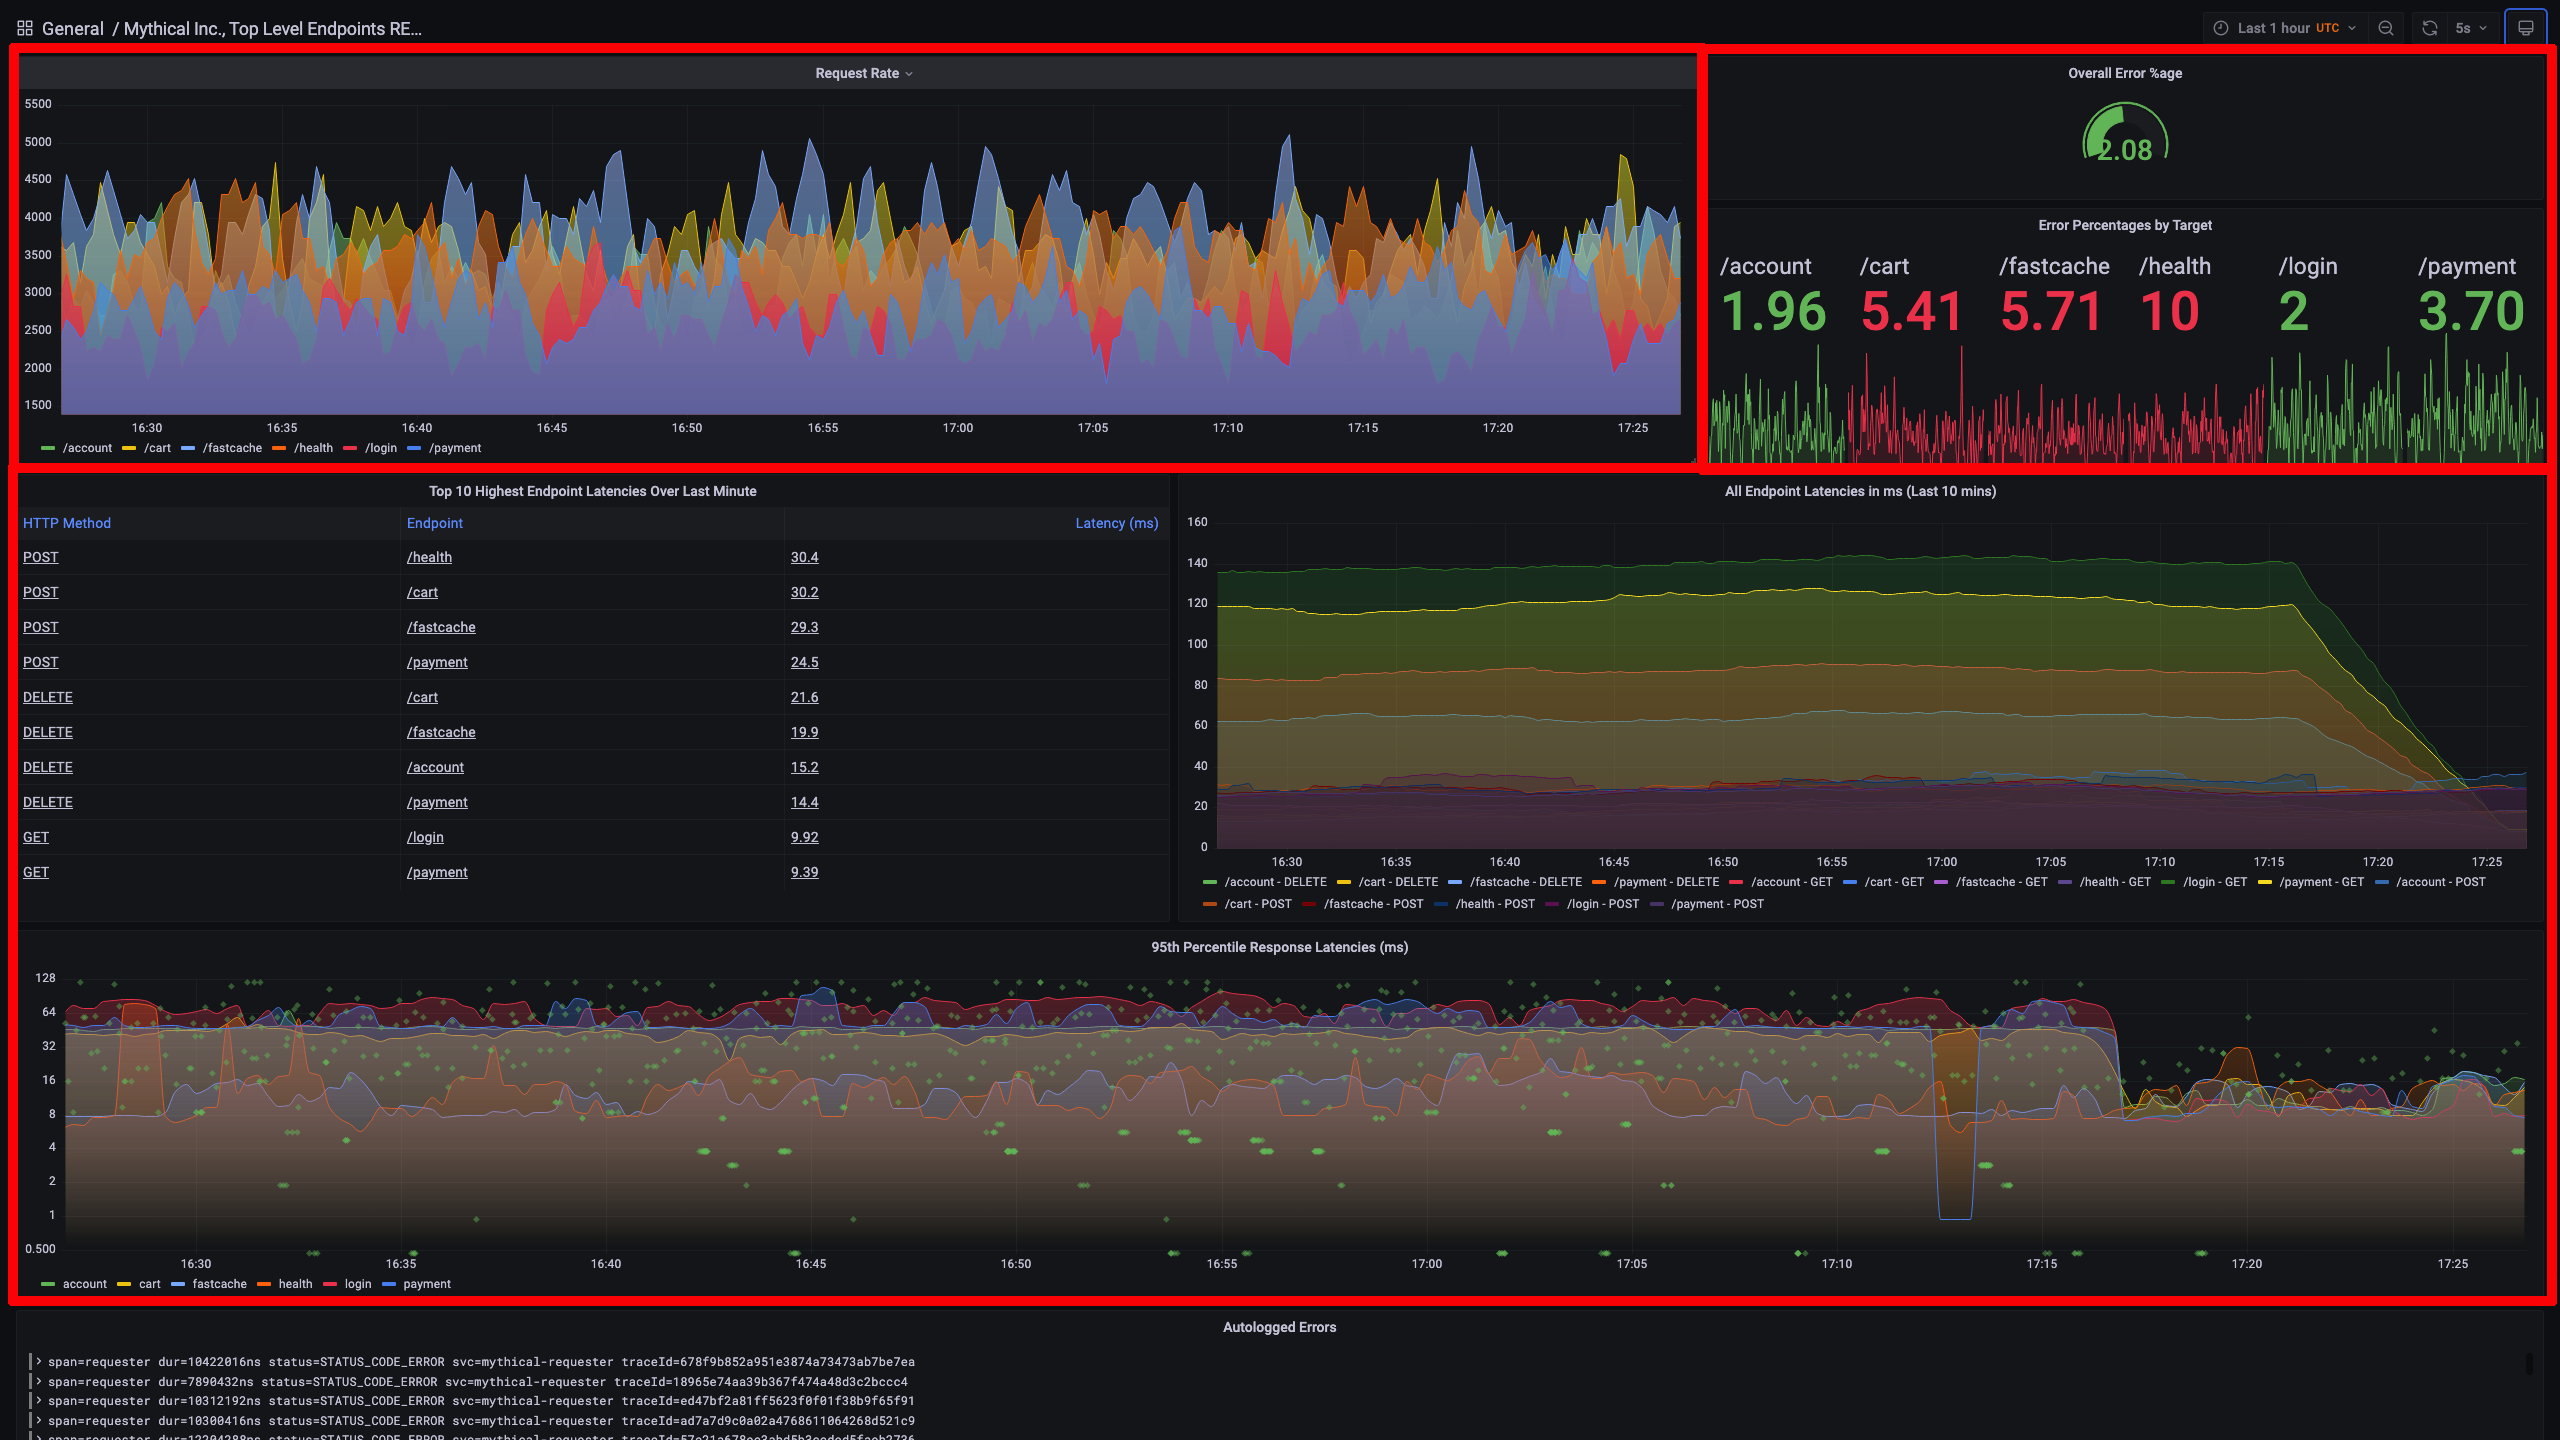 General / Mythical Inc., Top Level Endpoints RE...
Last 1 hour UTC
5s
Request Rate
5500
5000
4500
4000
3500
3000
2500
2000
1500
16:30 16:35 16:40 16:45 16:50 16:55 17:00 17:05 17:10 17:15 17:20 17:25
/account /cart /fastcache /health /login /payment
Overall Error %age
2.08
Error Percentages by Target
/account /cart /fastcache /health /login /payment
1.96 5.41 5.71 10 2 3.70
Top 10 Highest Endpoint Latencies Over Last Minute
HTTP Method Endpoint Latency (ms)
POST /health 30.4
POST /cart 30.2
POST /fastcache 29.3
POST /payment 24.5
DELETE /cart 21.6
DELETE /fastcache 19.9
DELETE /account 15.2
DELETE /payment 14.4
GET /login 9.92
GET /payment 9.39
All Endpoint Latencies in ms (Last 10 mins)
160
140
120
100
80
60
40
20
0
16:30 16:35 16:40 16:45 16:50 16:55 17:00 17:05 17:10 17:15 17:20 17:25
/account - DELETE /cart - DELETE /fastcache - DELETE /payment - DELETE /account - GET /cart - GET /fastcache - GET /health - GET /login - GET /payment - GET /account - POST
/cart - POST /fastcache - POST /health - POST /login - POST /payment - POST
95th Percentile Response Latencies (ms)
128
64
32
16
8
4
2
1
0.500
16:30 16:35 16:40 16:45 16:50 16:55 17:00 17:05 17:10 17:15 17:20 17:25
account cart fastcache health login payment
Autologged Errors
span=requester dur=10422016ns status=STATUS_CODE_ERROR svc=mythical-requester traceId=678f9b852a951e3874a73473ab7be7ea
span=requester dur=7890432ns status=STATUS_CODE_ERROR svc=mythical-requester traceId=18965e74aa39b367f474a48d3c2bccc4
span=requester dur=10312192ns status=STATUS_CODE_ERROR svc=mythical-requester traceId=ed47bf2a81ff5623f0f01f38b9f65f91
span=requester dur=10300416ns status=STATUS_CODE_ERROR svc=mythical-requester traceId=ad7a7d9c0a02a4768611064268d521c9
span=requester dur=12204288ns status=STATUS_CODE_ERROR svc=mythical-requester